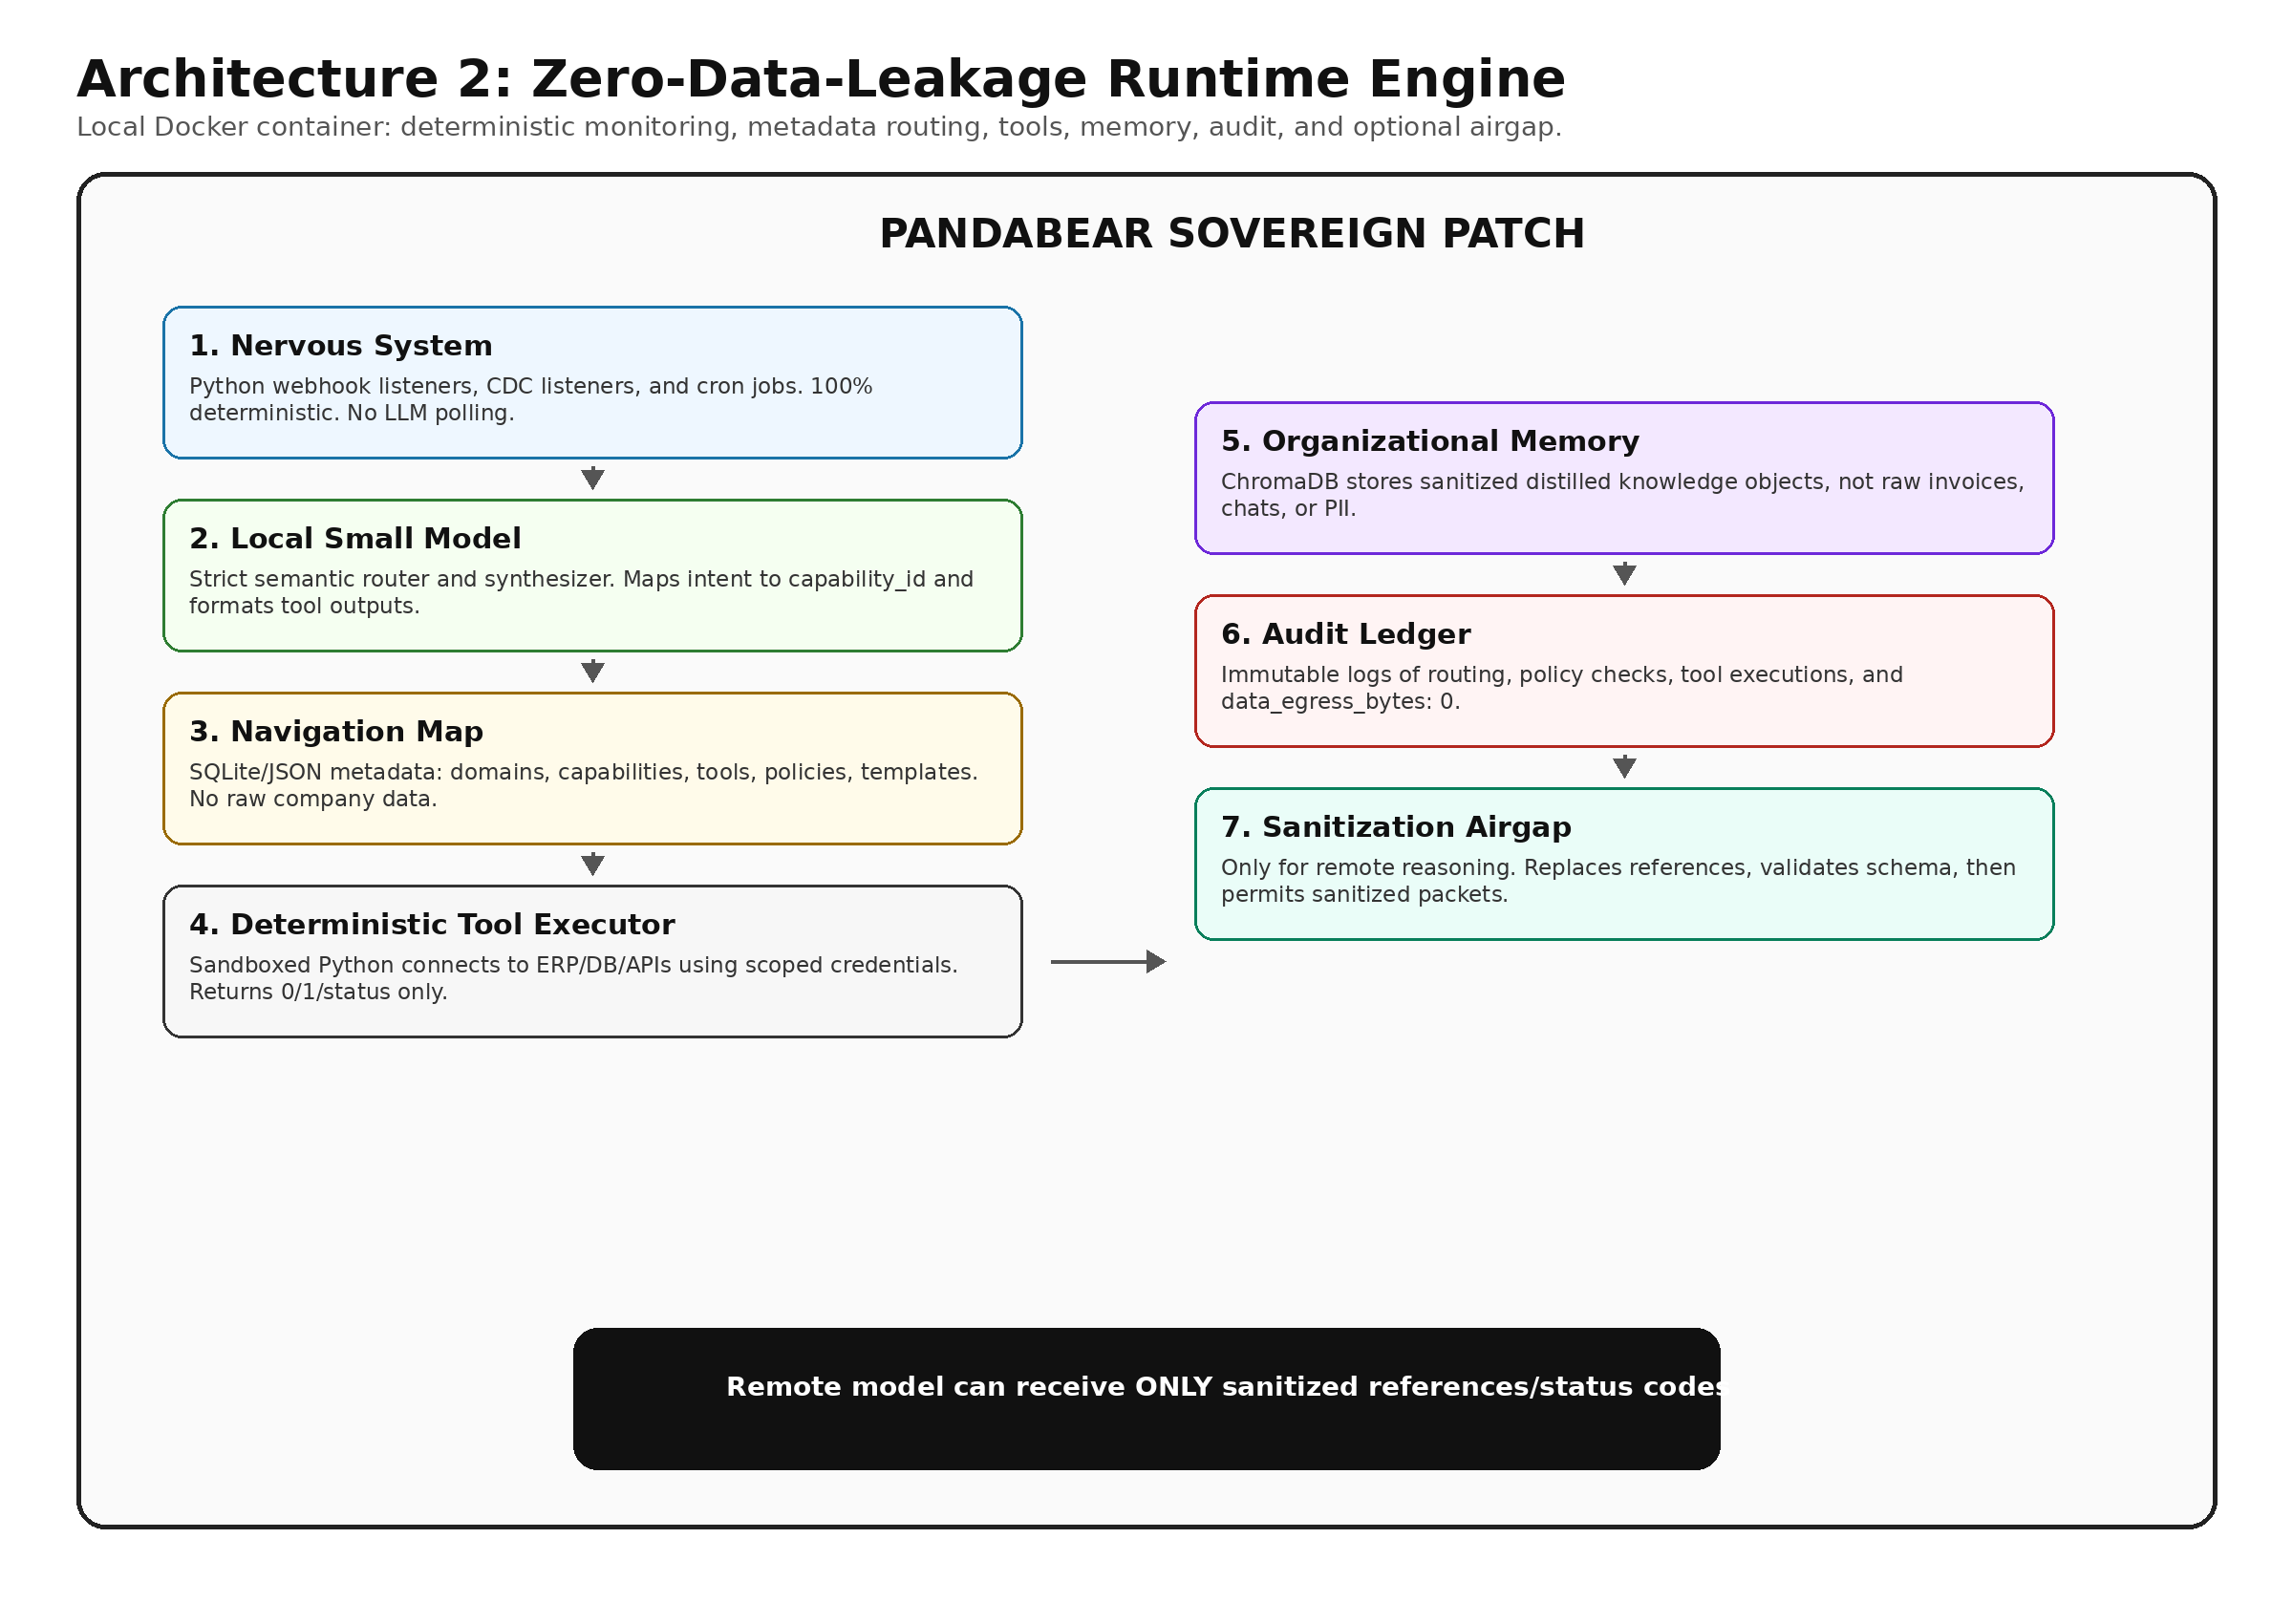 Architecture 2: Zero-Data-Leakage Runtime Engine
Local Docker container: deterministic monitoring, metadata routing, tools, memory, audit, and optional airgap.
PANDABEAR SOVEREIGN PATCH
1. Nervous System
Python webhook listeners, CDC listeners, and cron jobs. 100%
deterministic. No LLM polling.
2. Local Small Model
Strict semantic router and synthesizer. Maps intent to capability_id and
formats tool outputs.
3. Navigation Map
SQLite/JSON metadata: domains, capabilities, tools, policies, templates.
No raw company data.
4. Deterministic Tool Executor
Sandboxed Python connects to ERP/DB/APIs using scoped credentials.
Returns 0/1/status only.
5. Organizational Memory
ChromaDB stores sanitized distilled knowledge objects, not raw invoices,
chats, or PII.
6. Audit Ledger
Immutable logs of routing, policy checks, tool executions, and
data_egress_bytes: 0.
7. Sanitization Airgap
Only for remote reasoning. Replaces references, validates schema, then
permits sanitized packets.
Remote model can receive ONLY sanitized references/status codes